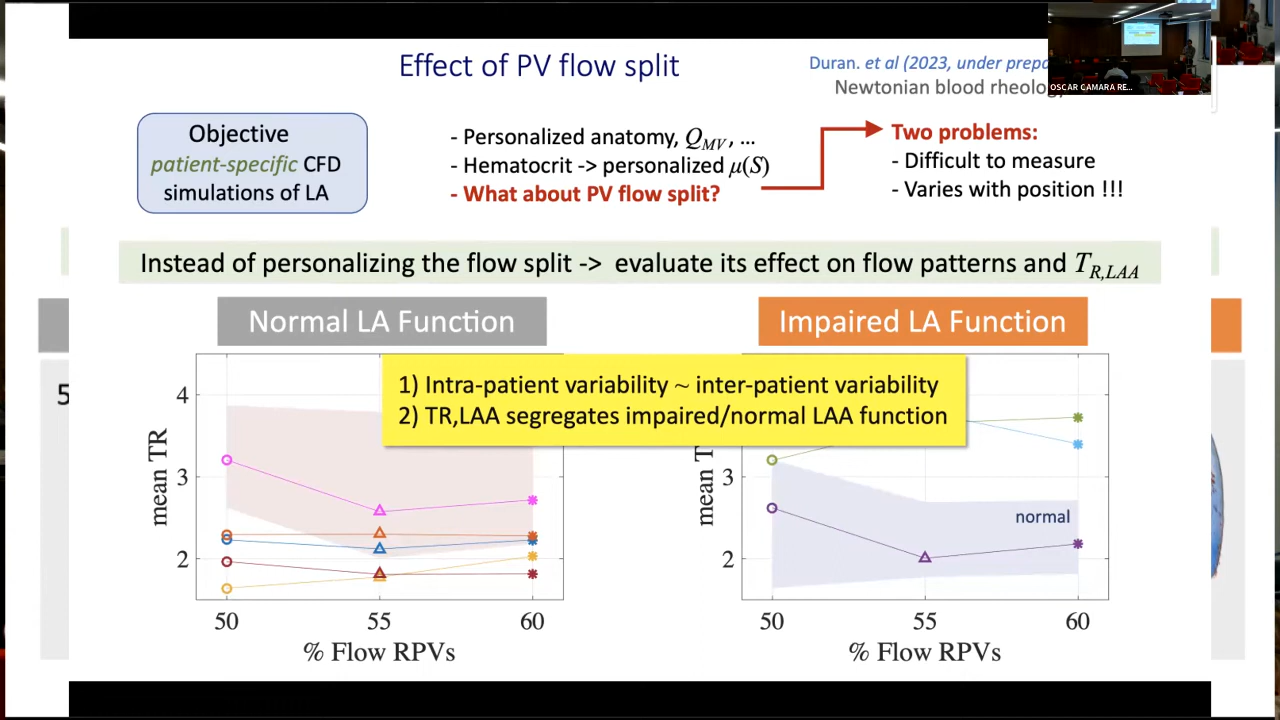 Effect of PV flow split
Duran. et al (2023, under prepa
Newtonian blood rheolog
OSCAR CAMARA RE...
Objective
patient-specific CFD
simulations of LA
- Personalized anatomy, Q_MV, ...
- Hematocrit -> personalized μ(S)
- What about PV flow split?
Two problems:
- Difficult to measure
- Varies with position !!!
Instead of personalizing the flow split -> evaluate its effect on flow patterns and T_R,LAA
Normal LA Function
Impaired LA Function
1) Intra-patient variability ~ inter-patient variability
2) TR,LAA segregates impaired/normal LAA function
5
4
3
2
mean TR
50 55 60
% Flow RPVs
3
2
mean T
normal
50 55 60
% Flow RPVs